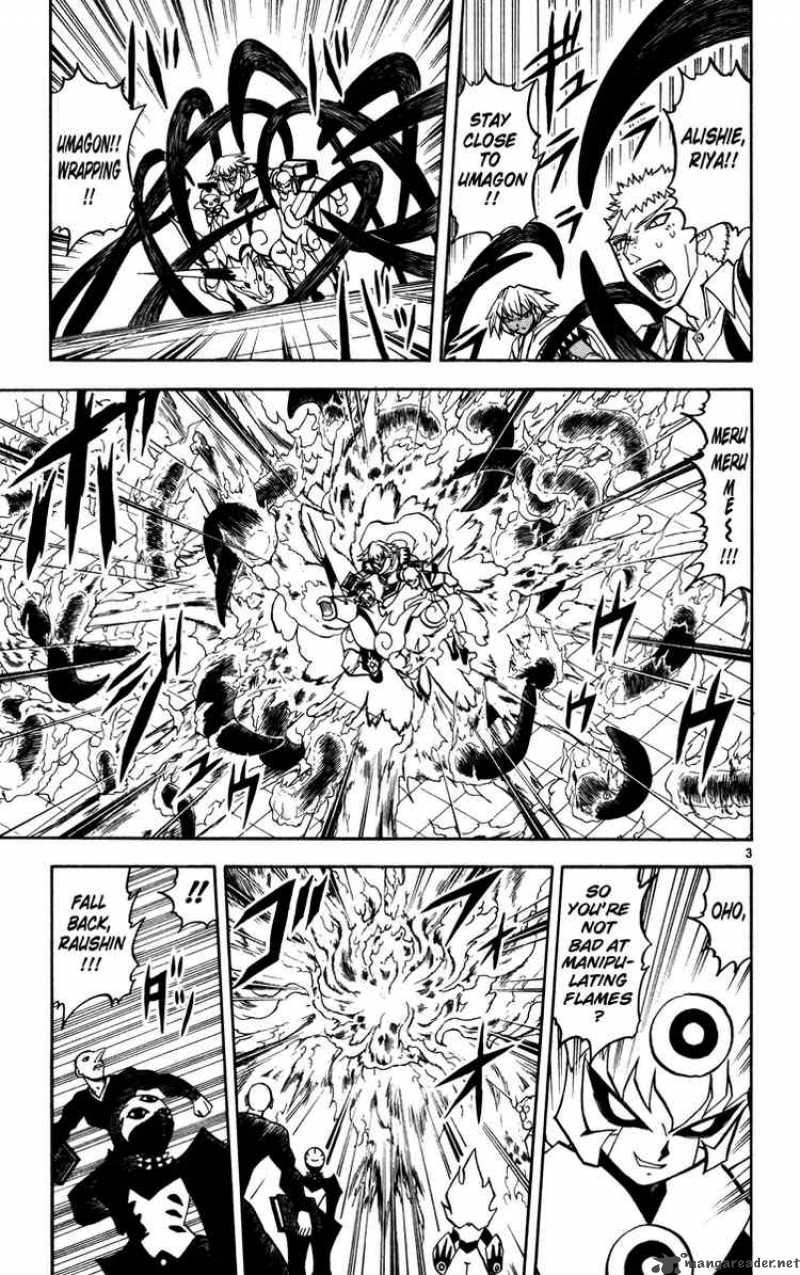 ALISHIE,
RIYA!!
STAY
CLOSE
TO
UMAGON
!!
UMAGON!!
WRAPPING
!!
MERU
MERU
ME~
!!!
3
OHO,
SO
YOU'RE
NOT
BAD AT
MANIPU-
LATING
FLAMES
?
!!
FALL
BACK,
RAUSHIN
!!!
mangareader.net